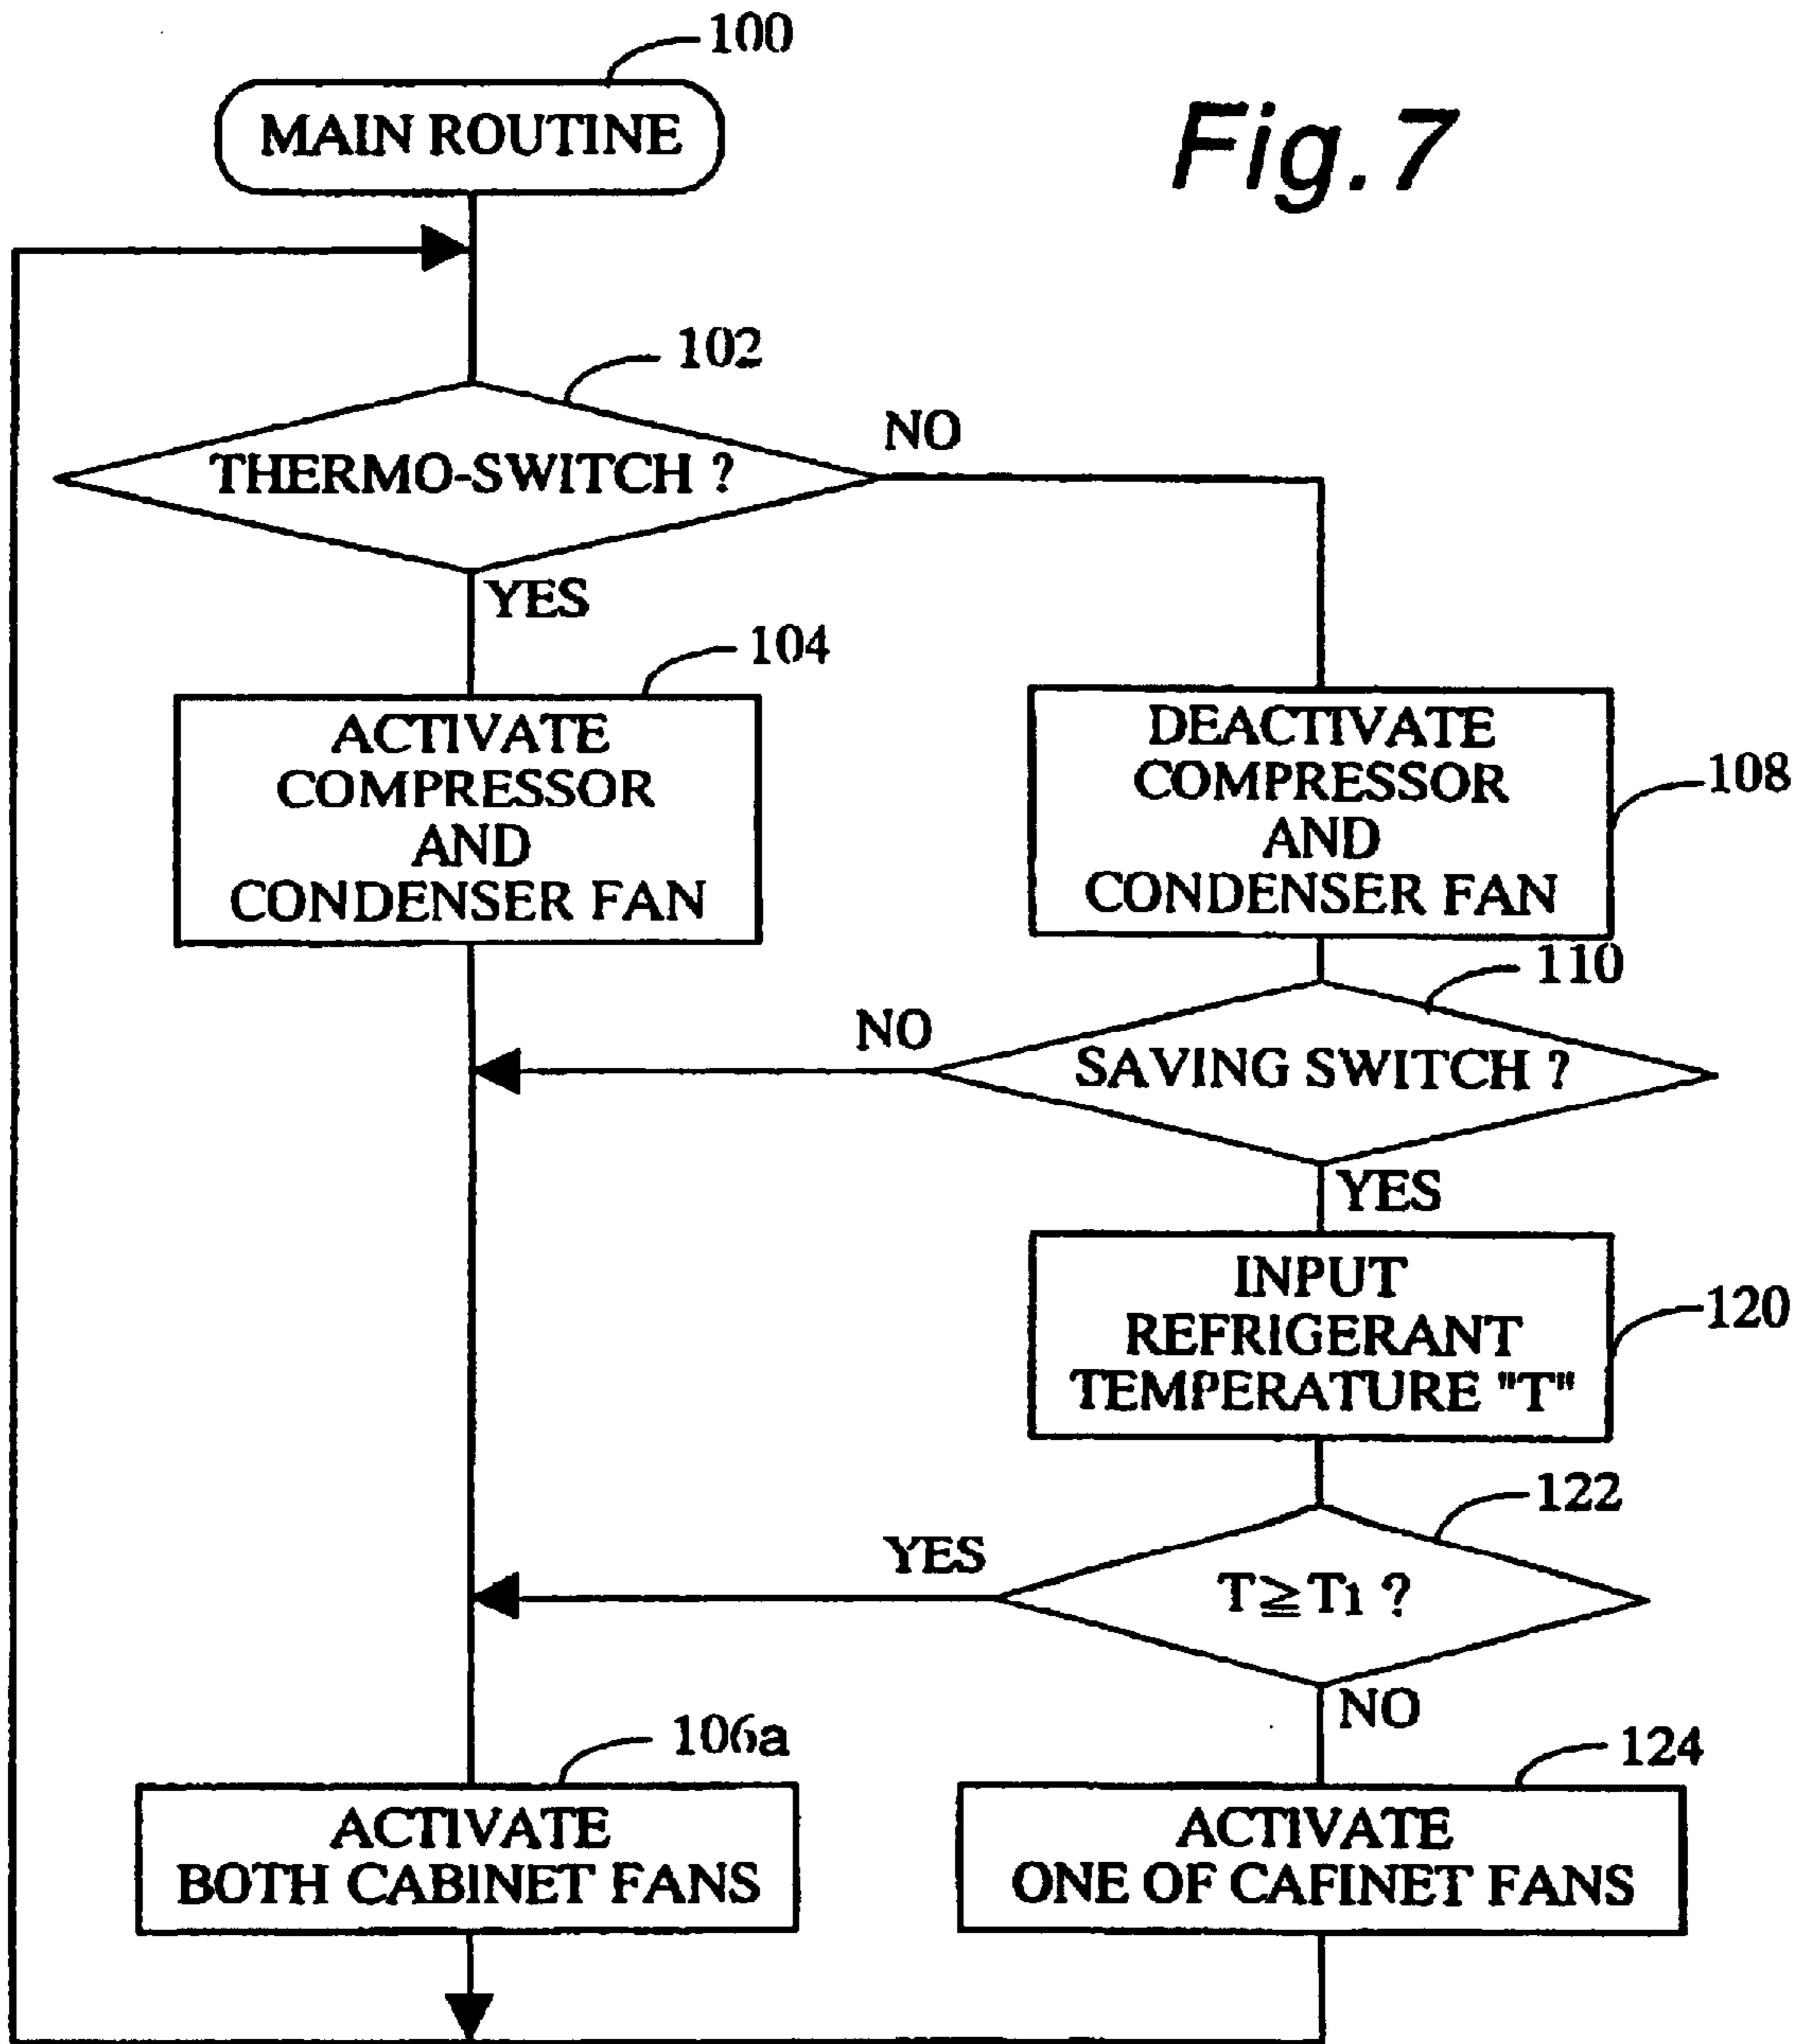 100
MAIN ROUTINE
Fig.7
102
THERMO-SWITCH ?
NO
YES
104
ACTIVATE
COMPRESSOR
AND
CONDENSER FAN
DEACTIVATE
COMPRESSOR
AND
CONDENSER FAN
108
110
NO
SAVING SWITCH ?
YES
INPUT
REFRIGERANT
TEMPERATURE "T"
120
122
YES
T≧T1 ?
NO
106a
ACTIVATE
BOTH CABINET FANS
124
ACTIVATE
ONE OF CAFINET FANS